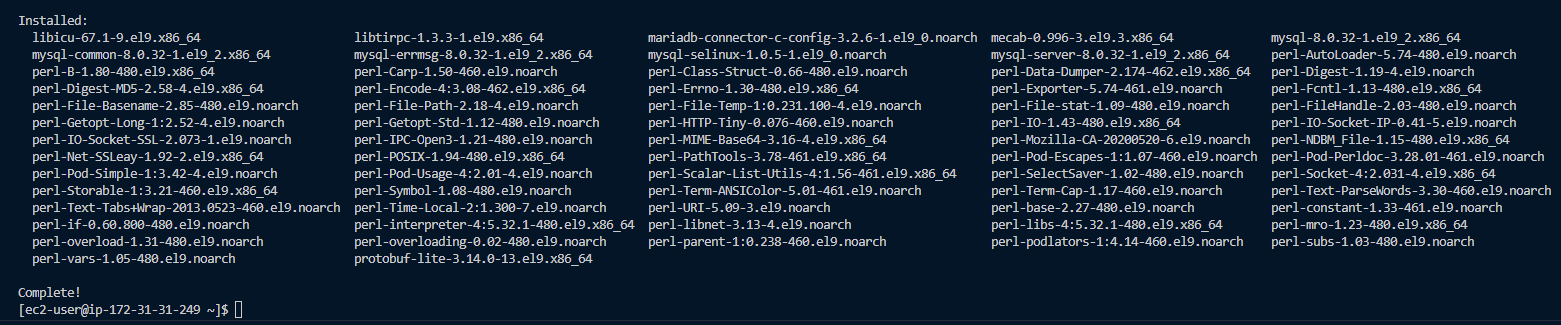 Installed:
libicu-67.1-9.el9.x86_64 libtirpc-1.3.3-1.el9.x86_64 mariadb-connector-c-config-3.2.6-1.el9_0.noarch mecab-0.996-3.el9.3.x86_64 mysql-8.0.32-1.el9_2.x86_64
mysql-common-8.0.32-1.el9_2.x86_64 mysql-errmsg-8.0.32-1.el9_2.x86_64 mysql-selinux-1.0.5-1.el9_0.noarch mysql-server-8.0.32-1.el9_2.x86_64 perl-AutoLoader-5.74-480.el9.noarch
perl-B-1.80-480.el9.x86_64 perl-Carp-1.50-460.el9.noarch perl-Class-Struct-0.66-480.el9.noarch perl-Data-Dumper-2.174-462.el9.x86_64 perl-Digest-1.19-4.el9.noarch
perl-Digest-MD5-2.58-4.el9.x86_64 perl-Encode-4:3.08-462.el9.x86_64 perl-Errno-1.30-480.el9.x86_64 perl-Exporter-5.74-461.el9.noarch perl-Fcntl-1.13-480.el9.x86_64
perl-File-Basename-2.85-480.el9.noarch perl-File-Path-2.18-4.el9.noarch perl-File-Temp-1:0.231.100-4.el9.noarch perl-File-stat-1.09-480.el9.noarch perl-FileHandle-2.03-480.el9.noarch
perl-Getopt-Long-1:2.52-4.el9.noarch perl-Getopt-Std-1.12-480.el9.noarch perl-HTTP-Tiny-0.076-460.el9.noarch perl-IO-1.43-480.el9.x86_64 perl-IO-Socket-IP-0.41-5.el9.noarch
perl-IO-Socket-SSL-2.073-1.el9.noarch perl-IPC-Open3-1.21-480.el9.noarch perl-MIME-Base64-3.16-4.el9.x86_64 perl-Mozilla-CA-20200520-6.el9.noarch perl-NDBM_File-1.15-480.el9.x86_64
perl-Net-SSLeay-1.92-2.el9.x86_64 perl-POSIX-1.94-480.el9.x86_64 perl-PathTools-3.78-461.el9.x86_64 perl-Pod-Escapes-1:1.07-460.el9.noarch perl-Pod-Perldoc-3.28.01-461.el9.noarch
perl-Pod-Simple-1:3.42-4.el9.noarch perl-Pod-Usage-4:2.01-4.el9.noarch perl-Scalar-List-Utils-4:1.56-461.el9.x86_64 perl-SelectSaver-1.02-480.el9.noarch perl-Socket-4:2.031-4.el9.x86_64
perl-Storable-1:3.21-460.el9.x86_64 perl-Symbol-1.08-480.el9.noarch perl-Term-ANSIColor-5.01-461.el9.noarch perl-Term-Cap-1.17-460.el9.noarch perl-Text-ParseWords-3.30-460.el9.noarch
perl-Text-Tabs+Wrap-2013.0523-460.el9.noarch perl-Time-Local-2:1.300-7.el9.noarch perl-URI-5.09-3.el9.noarch perl-base-2.27-480.el9.noarch perl-constant-1.33-461.el9.noarch
perl-if-0.60.800-480.el9.noarch perl-interpreter-4:5.32.1-480.el9.x86_64 perl-libnet-3.13-4.el9.noarch perl-libs-4:5.32.1-480.el9.x86_64 perl-mro-1.23-480.el9.x86_64
perl-overload-1.31-480.el9.noarch perl-overloading-0.02-480.el9.noarch perl-parent-1:0.238-460.el9.noarch perl-podlators-1:4.14-460.el9.noarch perl-subs-1.03-480.el9.noarch
perl-vars-1.05-480.el9.noarch protobuf-lite-3.14.0-13.el9.x86_64
Complete!
[ec2-user@ip-172-31-31-249 ~]$